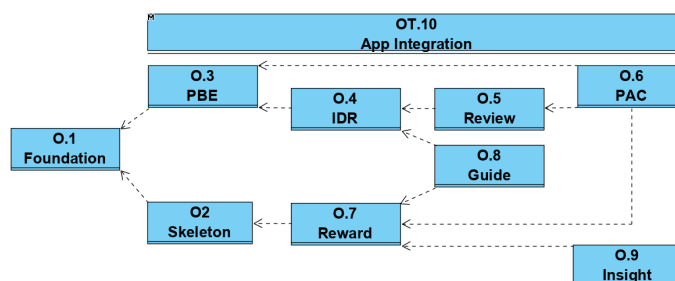 M
OT.10
App Integration
O.3
PBE
O.6
PAC
O.4
IDR
O.5
Review
O.1
Foundation
O.8
Guide
O2
Skeleton
O.7
Reward
O.9
Insight